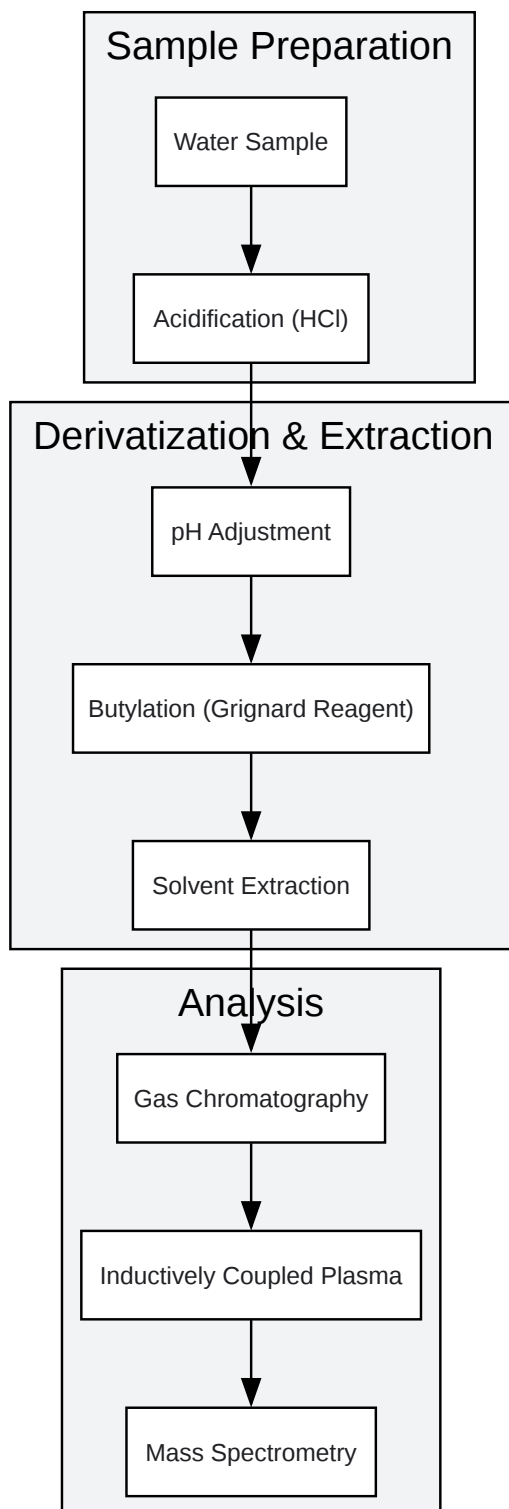 Sample Preparation
Water Sample
Acidification (HCl)
Derivatization & Extraction
pH Adjustment
Butylation (Grignard Reagent)
Solvent Extraction
Analysis
Gas Chromatography
Inductively Coupled Plasma
Mass Spectrometry